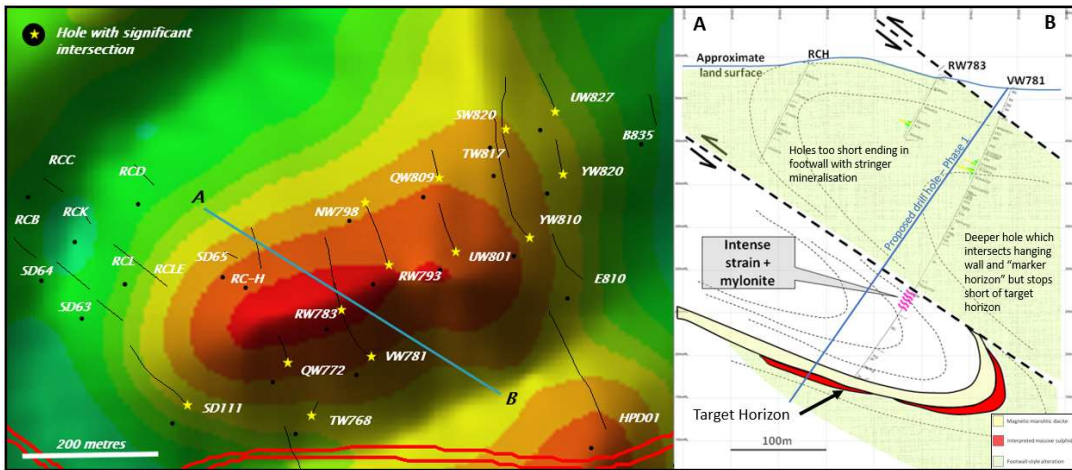 Hole with significant
intersection
UW827
SW820
B835
TW817
RCC
RCD
QW809
YW820
A
RCB
RCK
NW798
YW810
SD64
RCL
RCLE
SD65
RC-H
UW801
E810
RW793
SD63
RW783
VW781
QW772
B
SD111
TW768
HPD01
200 metres
A
B
RCH
RW783
Approximate
land surface
VW781
Holes too short ending in
footwall with stringer
mineralisation
Proposed drill hole – Phase 1
Intense
strain +
mylonite
Deeper hole which
intersects hanging
wall and “marker
horizon” but stops
short of target
horizon
Target Horizon
100m
Magnetic miarolitic dacite
Interpreted massive sulphid
Footwall-style alteration